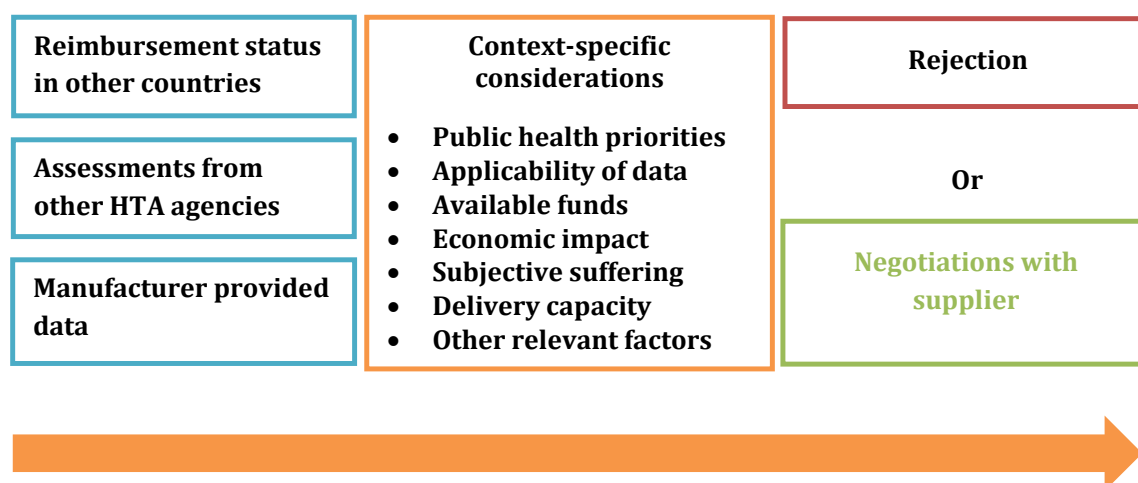 Reimbursement status
in other countries
Assessments from
other HTA agencies
Manufacturer provided
data
Context-specific
considerations
• Public health priorities
• Applicability of data
• Available funds
• Economic impact
• Subjective suffering
• Delivery capacity
• Other relevant factors
Rejection
Or
Negotiations with
supplier